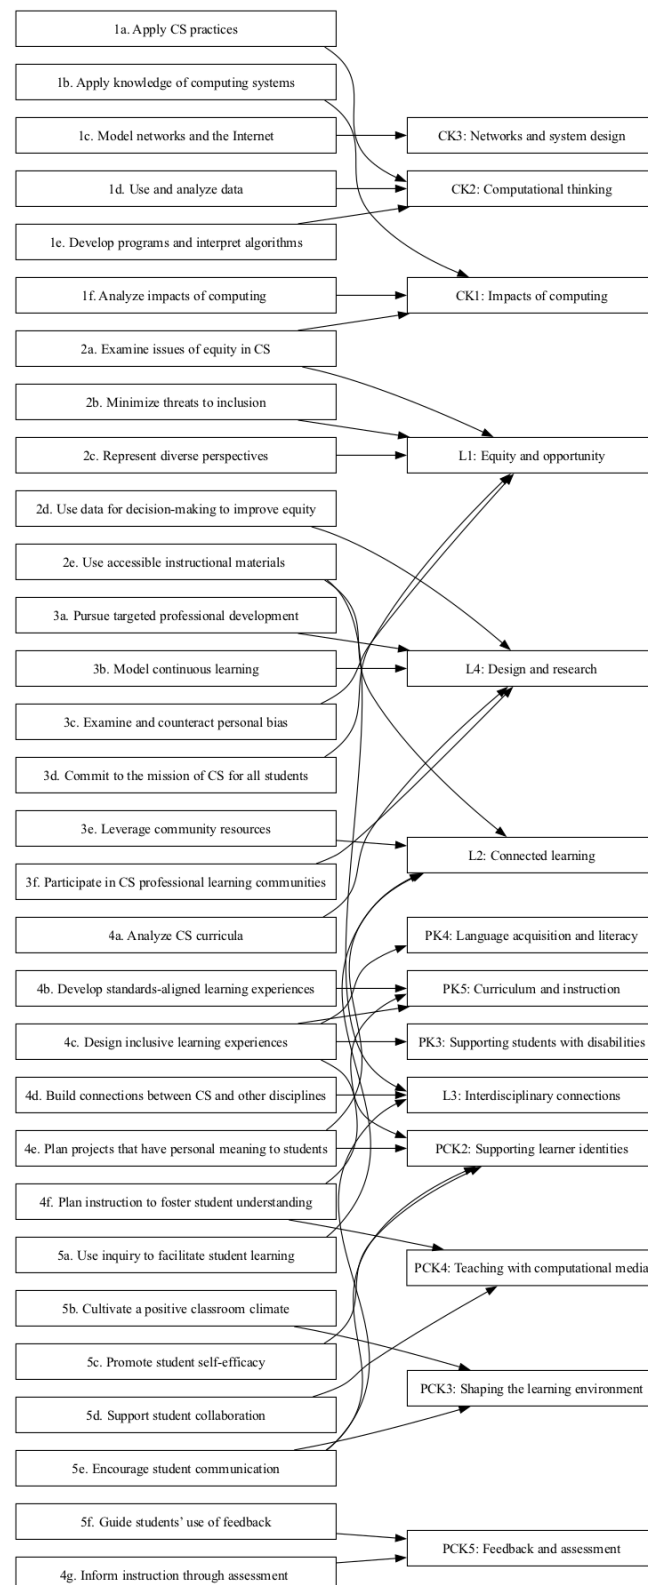 1a. Apply CS practices
1b. Apply knowledge of computing systems
1c. Model networks and the Internet
CK3: Networks and system design
1d. Use and analyze data
CK2: Computational thinking
1e. Develop programs and interpret algorithms
1f. Analyze impacts of computing
CK1: Impacts of computing
2a. Examine issues of equity in CS
2b. Minimize threats to inclusion
2c. Represent diverse perspectives
L1: Equity and opportunity
2d. Use data for decision-making to improve equity
2e. Use accessible instructional materials
3a. Pursue targeted professional development
3b. Model continuous learning
L4: Design and research
3c. Examine and counteract personal bias
3d. Commit to the mission of CS for all students
3e. Leverage community resources
L2: Connected learning
3f. Participate in CS professional learning communities
4a. Analyze CS curricula
PK4: Language acquisition and literacy
4b. Develop standards-aligned learning experiences
PK5: Curriculum and instruction
4c. Design inclusive learning experiences
PK3: Supporting students with disabilities
4d. Build connections between CS and other disciplines
L3: Interdisciplinary connections
4e. Plan projects that have personal meaning to students
PCK2: Supporting learner identities
4f. Plan instruction to foster student understanding
5a. Use inquiry to facilitate student learning
PCK4: Teaching with computational media
5b. Cultivate a positive classroom climate
5c. Promote student self-efficacy
PCK3: Shaping the learning environment
5d. Support student collaboration
5e. Encourage student communication
5f. Guide students’ use of feedback
PCK5: Feedback and assessment
4g. Inform instruction through assessment